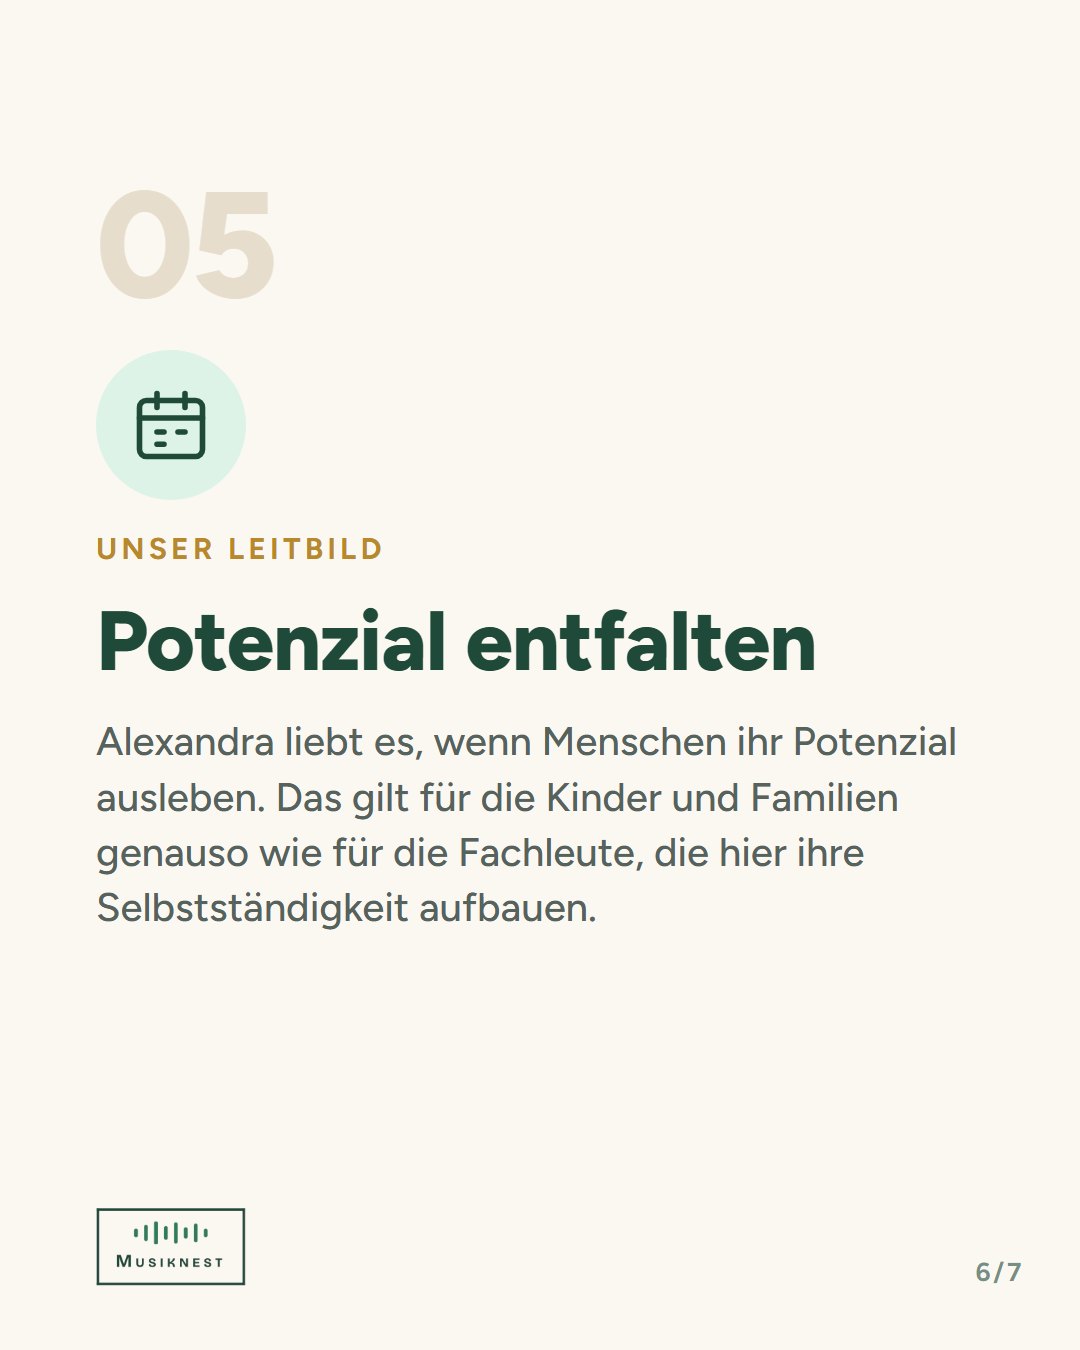 05
UNSER LEITBILD
Potenzial entfalten
Alexandra liebt es, wenn Menschen ihr Potenzial
ausleben. Das gilt für die Kinder und Familien
genauso wie für die Fachleute, die hier ihre
Selbstständigkeit aufbauen.
MUSIKNEST
6/7